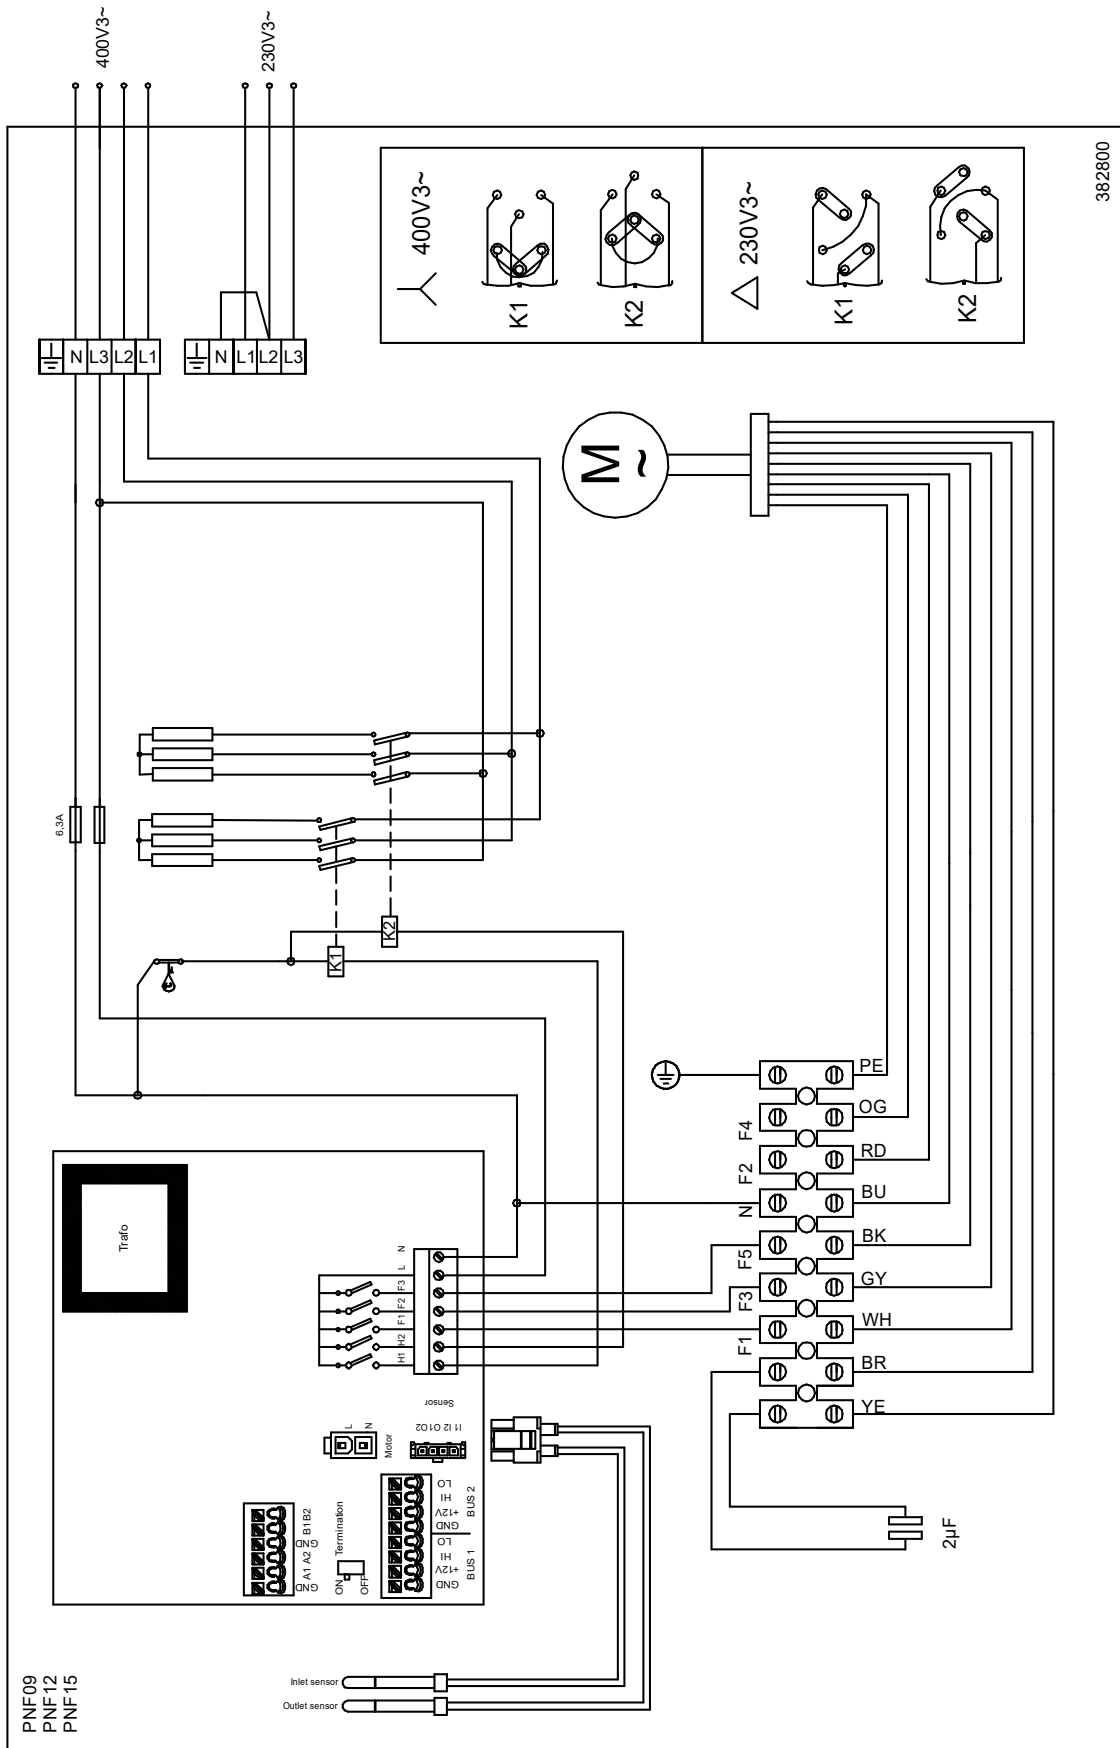 400V3~
230V3~
382800
N L3 L2 L1
N L1 L2 L3
400V3~
K1
K2
230V3~
K1
K2
M
~
6,3A
K1
K2
Trafo
N
L
F3
F2
F1
H2
H1
Sensor
I1 I2 O1O2
L
N
Motor
B1B2
GND
A1 A2
GND
Termination
ON
OFF
LO
HI
+12V
GND
BUS 2
LO
HI
+12V
GND
BUS 1
PE
OG
RD
BU
BK
GY
WH
BR
YE
F4
F2
N
F5
F3
F1
2µF
Inlet sensor
Outlet sensor
PNF09
PNF12
PNF15